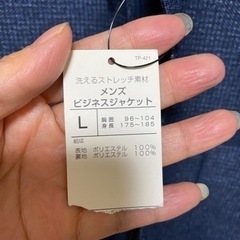 TP-421
洗えるストレッチ素材
メンズ
ビジネスジャケット
L 胸囲 96~104
身長 175~185
組成
表地 ポリエステル 100%
裏地 ポリエステル 100%